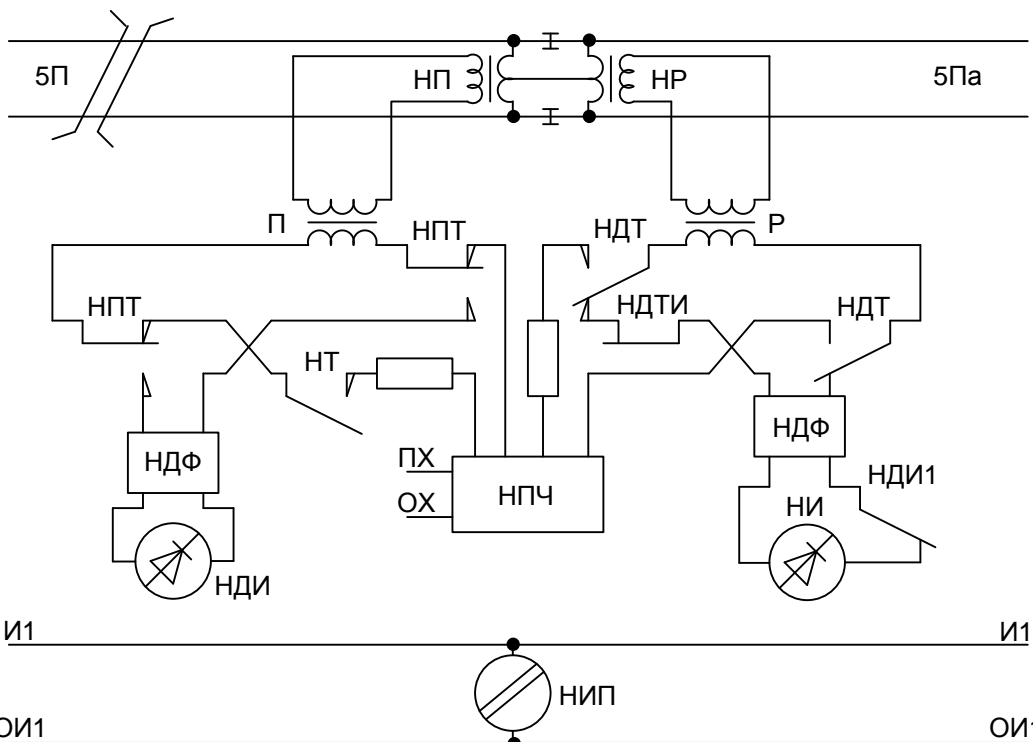 5П
НП
НР
5Па
П
НПТ
НДТ
Р
НПТ
НДТИ
НДТ
НТ
НДФ
ПХ
ОХ
НПЧ
НДФ
НДИ1
НИ
НДИ
И1
И1
НИП
ОИ1
ОИ1